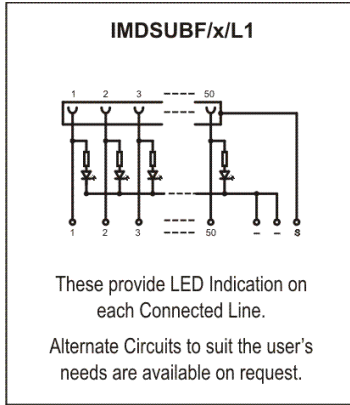 IMDSUBF/x/L1
1 2 3 ---- 50
1 2 3 ---- 50 – – S
These provide LED Indication on
each Connected Line.
Alternate Circuits to suit the user's
needs are available on request.